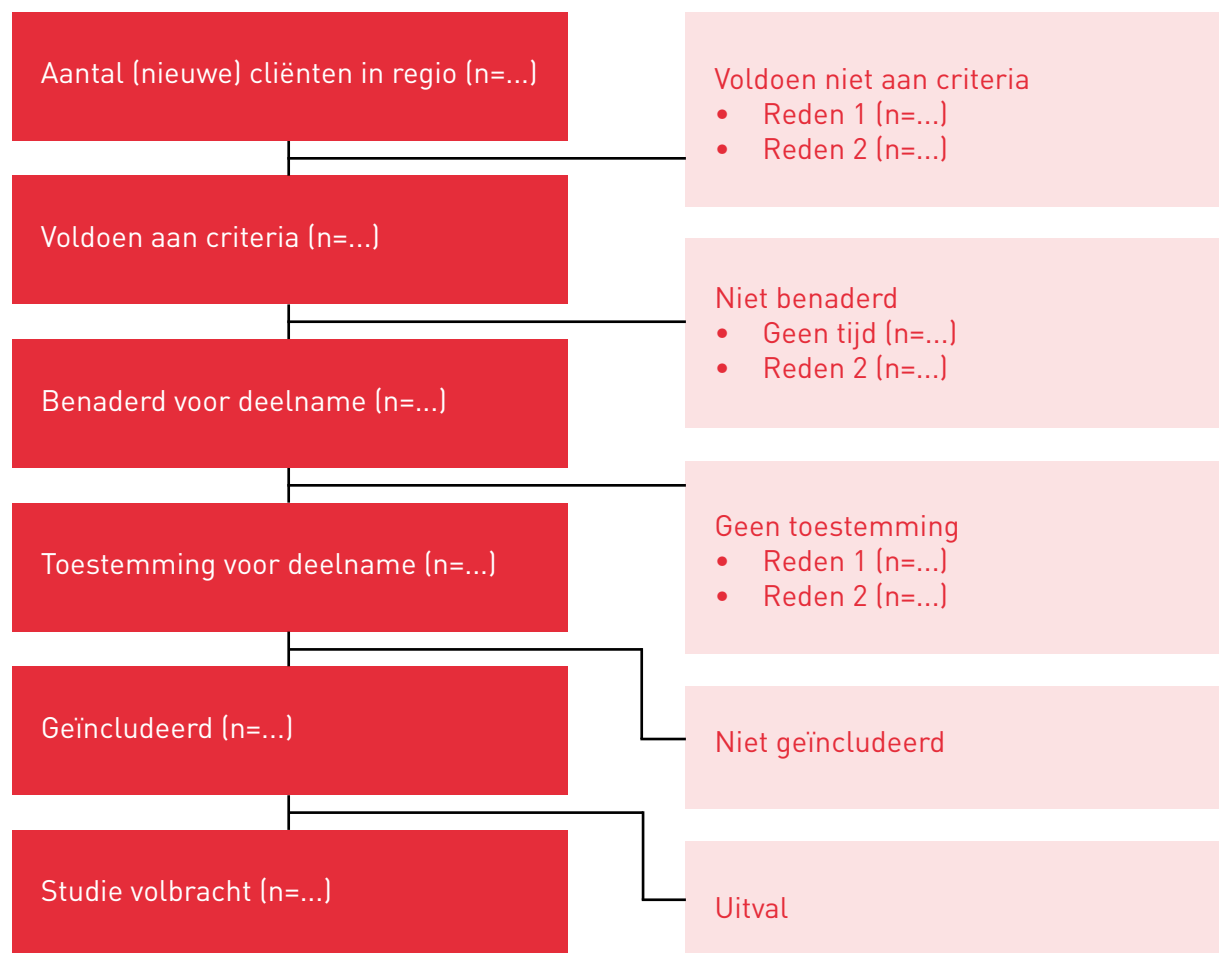 Aantal (nieuwe) cliënten in regio (n=...)
Voldoen niet aan criteria
• Reden 1 (n=...)
• Reden 2 (n=...)
Voldoen aan criteria (n=...)
Niet benaderd
• Geen tijd (n=...)
• Reden 2 (n=...)
Benaderd voor deelname (n=...)
Geen toestemming
• Reden 1 (n=...)
• Reden 2 (n=...)
Toestemming voor deelname (n=...)
Niet geïncludeerd
Geïncludeerd (n=...)
Uitval
Studie volbracht (n=...)